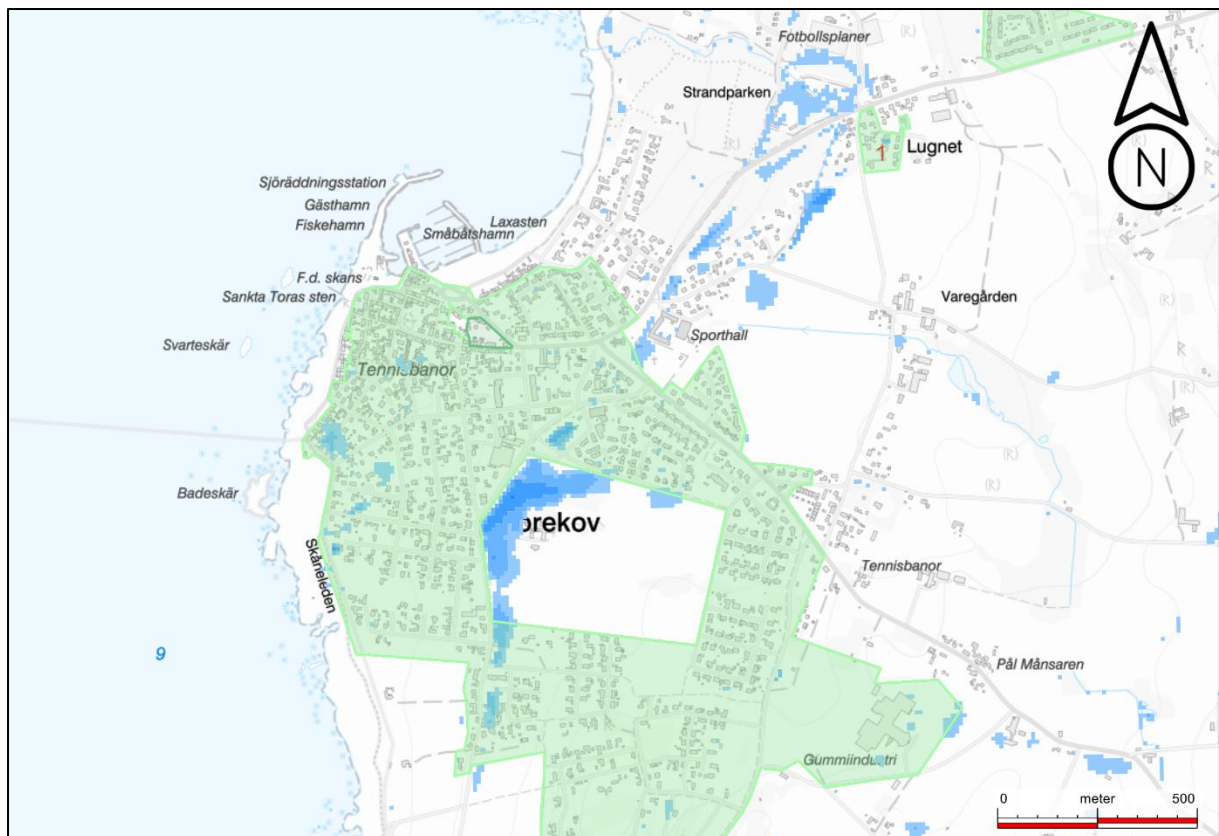 Fotbollsplaner
(R)
Strandparken
N
1
Lugnet
Sjöräddningsstation
Gästhamn
Fiskehamn
Laxasten
Småbåtshamn
(R)
F.d. skans
Sankta Toras sten
Varegården
(R)
Svarteskär
Sporthall
R
Tennisbanor
(R)
Badeskär
(R)
orekov
Skåneleden
Tennisbanor
9
Pål Månsaren
Gummiindustri
0 meter 500